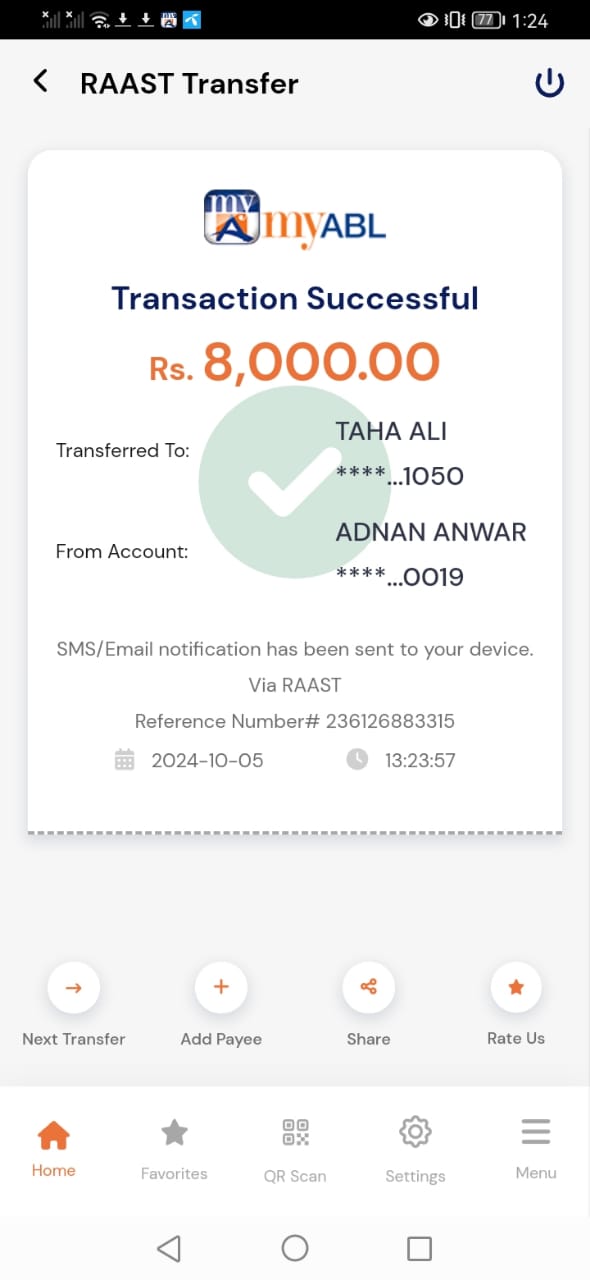 77 1:24
RAAST Transfer
my
A myABL
Transaction Successful
Rs. 8,000.00
Transferred To:
TAHA ALI
****...1050
From Account:
ADNAN ANWAR
****...0019
SMS/Email notification has been sent to your device.
Via RAAST
Reference Number# 236126883315
2024-10-05 13:23:57
Next Transfer Add Payee Share Rate Us
Home Favorites QR Scan Settings Menu